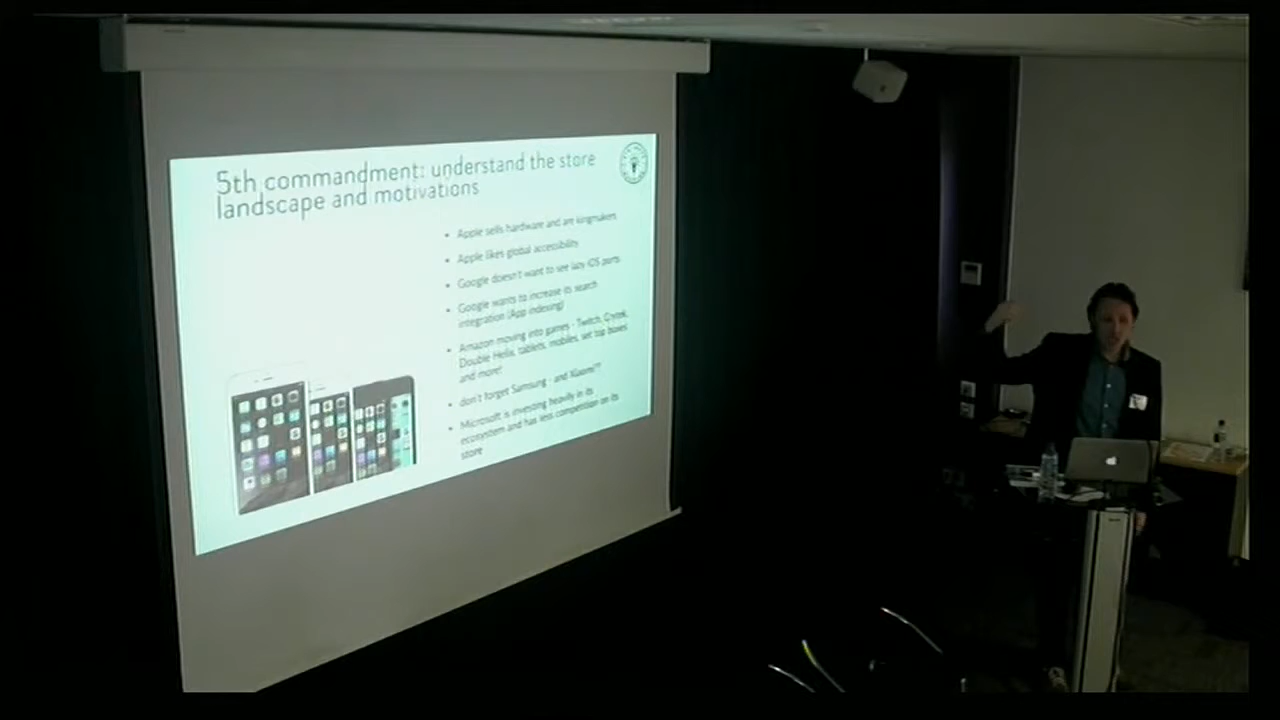 5th commandment: understand the store
landscape and motivations
• Apple sells hardware and are kingmakers
• Apple likes global accessibility
• Google doesn't want to see lazy iOS ports
• Google wants to increase its search
integration (App indexing)
• Amazon moving into games - Twitch,
Double Helix, tablets, mobiles, set top boxes
and more!
• don't forget Samsung - and Xiaomi
• Microsoft is investing heavily in its
ecosystem and has less competition on its
store